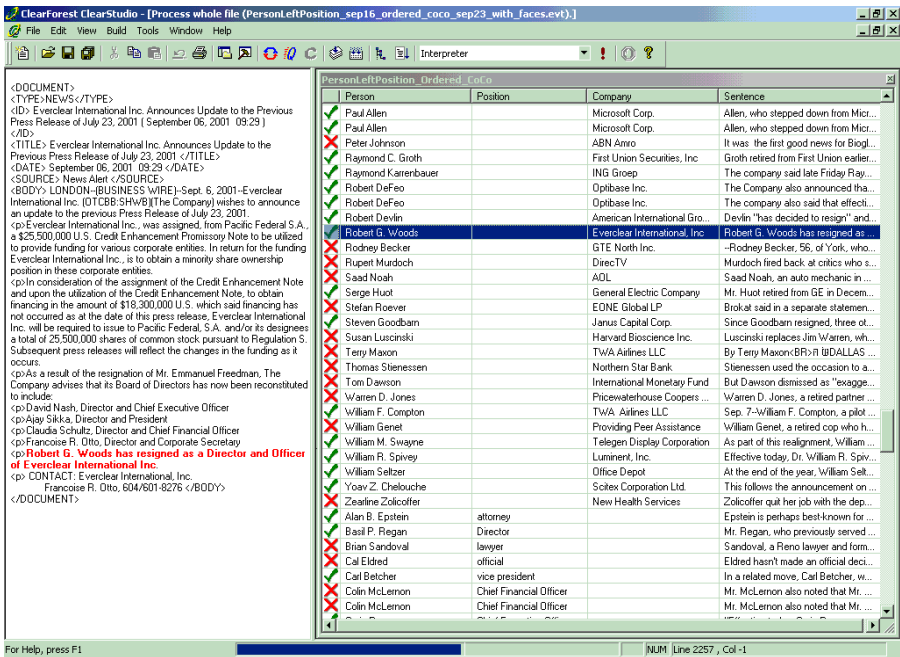 ClearForest ClearStudio - [Process whole file (PersonLeftPosition_sep16_ordered_coco_sep23_with_faces.evt).]
File Edit View Build Tools Window Help
Interpreter
<DOCUMENT>
<TYPE>NEWS</TYPE>
<ID> Everclear International Inc. Announces Update to the Previous
Press Release of July 23, 2001 ( September 06, 2001 09:29 )
</ID>
<TITLE> Everclear International Inc. Announces Update to the
Previous Press Release of July 23, 2001 </TITLE>
<DATE> September 06, 2001 09:29 </DATE>
<SOURCE> News Alert </SOURCE>
<BODY> LONDON--(BUSINESS WIRE)--Sept. 6, 2001--Everclear
International Inc. (OTCBB:SHWB)(The Company) wishes to announce
an update to the previous Press Release of July 23, 2001.
<p>Everclear International Inc., was assigned, from Pacific Federal S.A.,
a $25,500,000 U.S. Credit Enhancement Promissory Note to be utilized
to provide funding for various corporate entities. In return for the funding
Everclear International Inc., is to obtain a minority share ownership
position in these corporate entities.
<p>In consideration of the assignment of the Credit Enhancement Note
and upon the utilization of the Credit Enhancement Note, to obtain
financing in the amount of $18,300,000 U.S. which said financing has
not occurred as at the date of this press release, Everclear International
Inc. will be required to issue to Pacific Federal, S.A. and/or its designees
a total of 25,500,000 shares of common stock pursuant to Regulation S.
Subsequent press releases will reflect the changes in the funding as it
occurs.
<p>As a result of the resignation of Mr. Emmanuel Freedman, The
Company advises that its Board of Directors has now been reconstituted
to include:
<p>David Nash, Director and Chief Executive Officer
<p>Ajay Sikka, Director and President
<p>Claudia Schultz, Director and Chief Financial Officer
<p>Francoise R. Otto, Director and Corporate Secretary
<p>Robert G. Woods has resigned as a Director and Officer
of Everclear International Inc.
<p> CONTACT: Everclear International, Inc.
Francoise R. Otto, 604/601-8276 </BODY>
</DOCUMENT>
PersonLeftPosition_Ordered_CoCo
Person Position Company Sentence
Paul Allen Microsoft Corp. Allen, who stepped down from Micr...
Paul Allen Microsoft Corp. Allen, who stepped down from Micr...
Peter Johnson ABN Amro It was the first good news for Biogl...
Raymond C. Groth First Union Securities, Inc Groth retired from First Union earlier...
Raymond Karrenbauer ING Groep The company said late Friday Ray...
Robert DeFeo Optibase Inc. The Company also announced tha...
Robert DeFeo Optibase Inc. The company also said that effecti...
Robert Devlin American International Gro... Devlin "has decided to resign" and...
Robert G. Woods Everclear International, Inc Robert G. Woods has resigned as ...
Rodney Becker GTE North Inc. --Rodney Becker, 56, of York, who...
Rupert Murdoch DirecTV Murdoch fired back at critics who s...
Saad Noah AOL Saad Noah, an auto mechanic in ...
Serge Huot General Electric Company Mr. Huot retired from GE in Decem...
Stefan Roever EONE Global LP Brokat said in a separate statemen...
Steven Goodbarn Janus Capital Corp. Since Goodbarn resigned, three ot...
Susan Luscinski Harvard Bioscience Inc. Luscinski replaces Jim Warren, wh...
Terry Maxon TWA Airlines LLC By Terry Maxon<BR> DALLAS ...
Thomas Stienessen Northern Star Bank Stienessen used the occasion to a...
Tom Dawson International Monetary Fund But Dawson dismissed as "exagge...
Warren D. Jones Pricewaterhouse Coopers ... Warren D. Jones, a retired partner ...
William F. Compton TWA Airlines LLC Sep. 7--William F. Compton, a pilot ...
William Genet Providing Peer Assistance William Genet, a retired cop who h...
William M. Swayne Telegen Display Corporation As part of this realignment, William ...
William R. Spivey Luminent, Inc. Effective today, Dr. William R. Spiv...
William Seltzer Office Depot At the end of the year, William Selt...
Yoav Z. Chelouche Scitex Corporation Ltd. This follows the announcement on ...
Zearline Zolicoffer New Health Services Zolicoffer quit her job with the dep...
Alan B. Epstein attorney Epstein is perhaps best-known for ...
Basil P. Regan Director Mr. Regan, who previously served ...
Brian Sandoval lawyer Sandoval, a Reno lawyer and form...
Cal Eldred official Eldred hasn't made an official deci...
Carl Betcher vice president In a related move, Carl Betcher, w...
Colin McLernon Chief Financial Officer Mr. McLernon also noted that Mr. ...
Colin McLernon Chief Financial Officer Mr. McLernon also noted that Mr. ...
For Help, press F1
NUM Line 2257 , Col -1